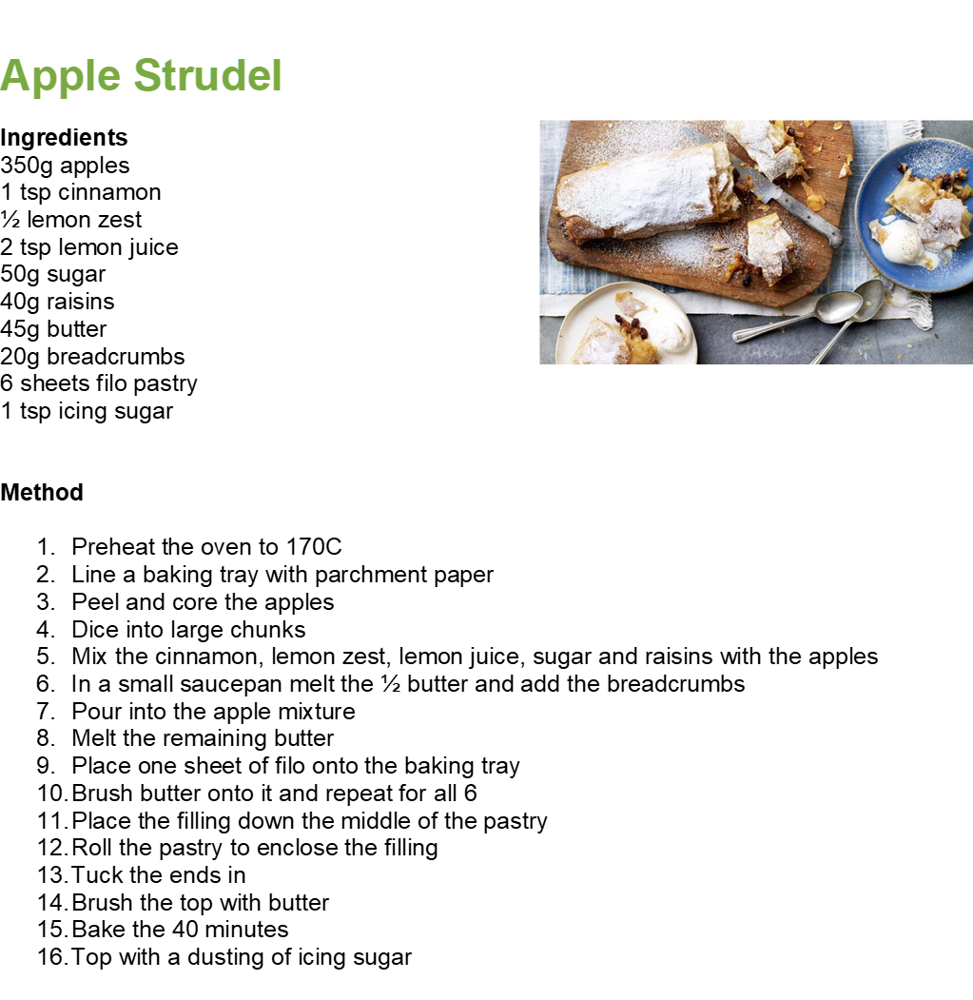 Apple Strudel
Ingredients
350g apples
1 tsp cinnamon
½ lemon zest
2 tsp lemon juice
50g sugar
40g raisins
45g butter
20g breadcrumbs
6 sheets filo pastry
1 tsp icing sugar
Method
1. Preheat the oven to 170C
2. Line a baking tray with parchment paper
3. Peel and core the apples
4. Dice into large chunks
5. Mix the cinnamon, lemon zest, lemon juice, sugar and raisins with the apples
6. In a small saucepan melt the ½ butter and add the breadcrumbs
7. Pour into the apple mixture
8. Melt the remaining butter
9. Place one sheet of filo onto the baking tray
10. Brush butter onto it and repeat for all 6
11. Place the filling down the middle of the pastry
12. Roll the pastry to enclose the filling
13. Tuck the ends in
14. Brush the top with butter
15. Bake the 40 minutes
16. Top with a dusting of icing sugar